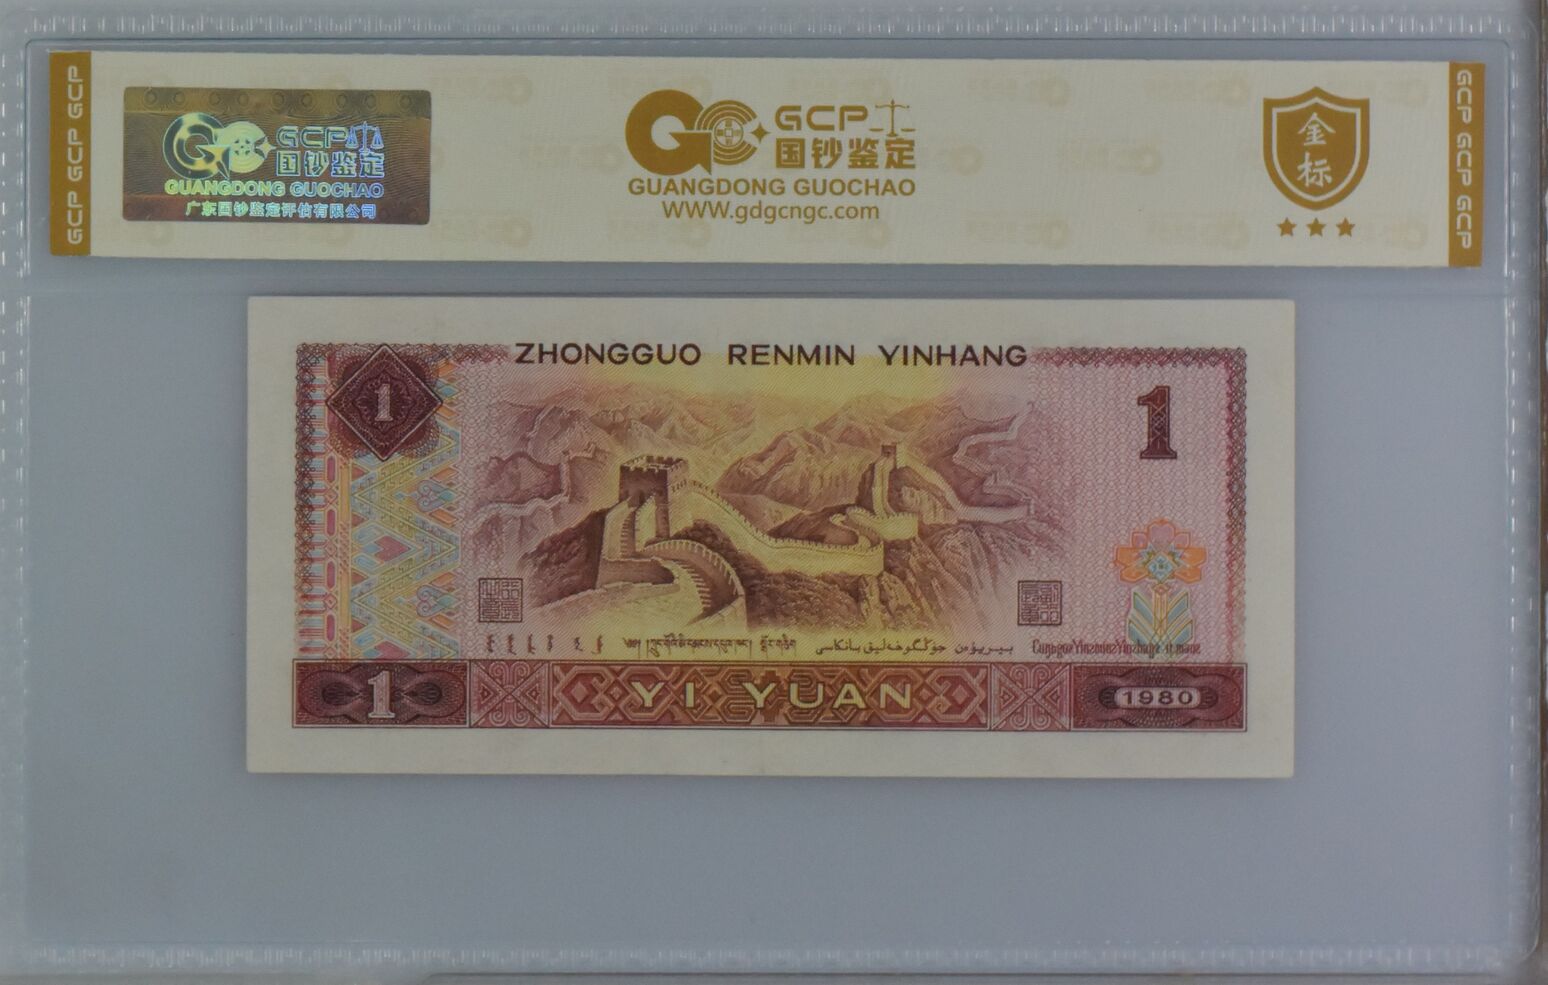 GCP GCP GCP
GCP
国钞鉴定
GUANGDONG GUOCHAO
广东国钞鉴定评估有限公司
GCP
国钞鉴定
GUANGDONG GUOCHAO
WWW.gdgcngc.com
金
标
GCP GCP GCP
ZHONGGUO RENMIN YINHANG
1
1
1
YI YUAN
1980